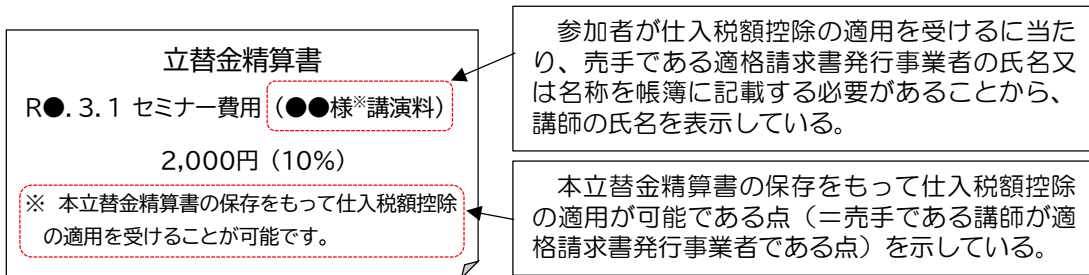 立替金精算書
R●.3.1 セミナー費用(●●様※講演料)
2,000円(10%)
※ 本立替金精算書の保存をもって仕入税額控除
の適用を受けることが可能です。
参加者が仕入税額控除の適用を受けるに当た
り、売手である適格請求書発行事業者の氏名又
は名称を帳簿に記載する必要があることから、
講師の氏名を表示している。
本立替金精算書の保存をもって仕入税額控除
の適用が可能である点(=売手である講師が適
格請求書発行事業者である点)を示している。